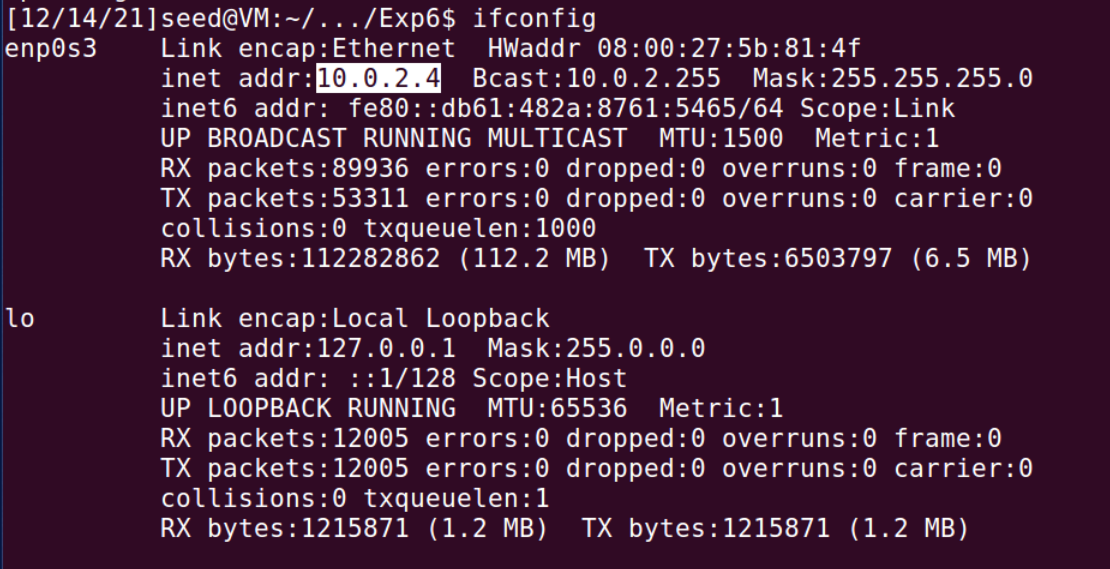 [12/14/21]seed@VM:~/.../Exp6$ ifconfig
enp0s3    Link encap:Ethernet  HWaddr 08:00:27:5b:81:4f
          inet addr:10.0.2.4  Bcast:10.0.2.255  Mask:255.255.255.0
          inet6 addr: fe80::db61:482a:8761:5465/64 Scope:Link
          UP BROADCAST RUNNING MULTICAST  MTU:1500  Metric:1
          RX packets:89936 errors:0 dropped:0 overruns:0 frame:0
          TX packets:53311 errors:0 dropped:0 overruns:0 carrier:0
          collisions:0 txqueuelen:1000
          RX bytes:112282862 (112.2 MB)  TX bytes:6503797 (6.5 MB)

lo        Link encap:Local Loopback
          inet addr:127.0.0.1  Mask:255.0.0.0
          inet6 addr: ::1/128 Scope:Host
          UP LOOPBACK RUNNING  MTU:65536  Metric:1
          RX packets:12005 errors:0 dropped:0 overruns:0 frame:0
          TX packets:12005 errors:0 dropped:0 overruns:0 carrier:0
          collisions:0 txqueuelen:1
          RX bytes:1215871 (1.2 MB)  TX bytes:1215871 (1.2 MB)